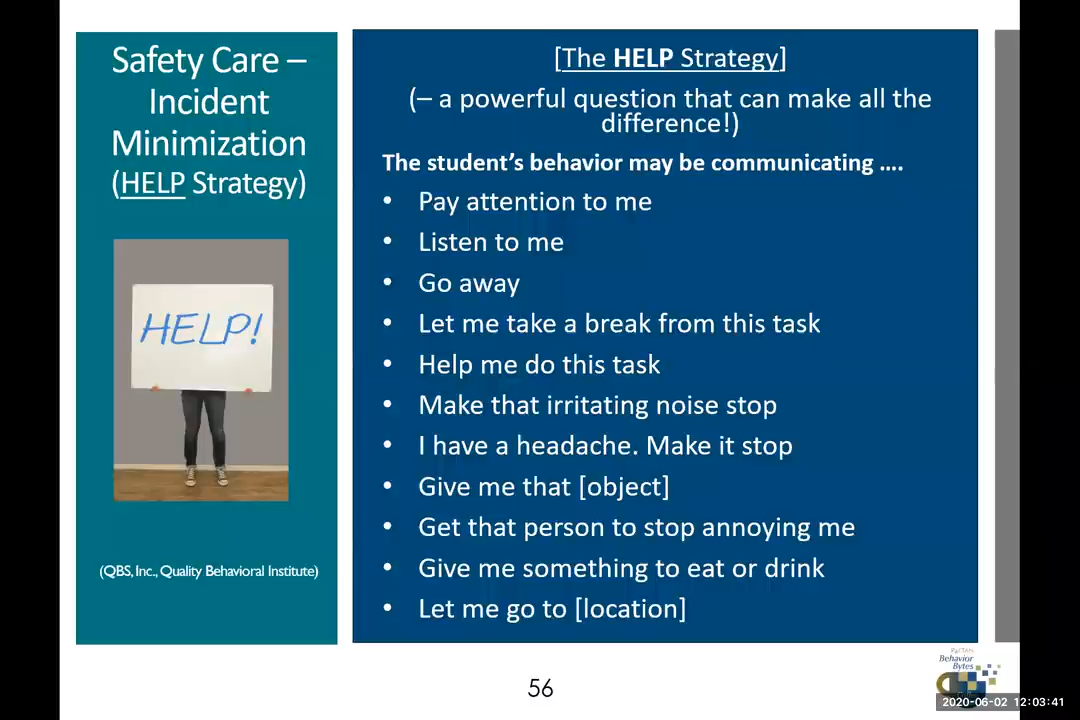 Safety Care –
Incident
Minimization
(HELP Strategy)
HELP!
(QBS, Inc., Quality Behavioral Institute)
[The HELP Strategy]
(– a powerful question that can make all the
difference!)
The student's behavior may be communicating ....
• Pay attention to me
• Listen to me
• Go away
• Let me take a break from this task
• Help me do this task
• Make that irritating noise stop
• I have a headache. Make it stop
• Give me that [object]
• Get that person to stop annoying me
• Give me something to eat or drink
• Let me go to [location]
56
PaTTAN
Behavior
Bytes
2020-06-02 12:03:41